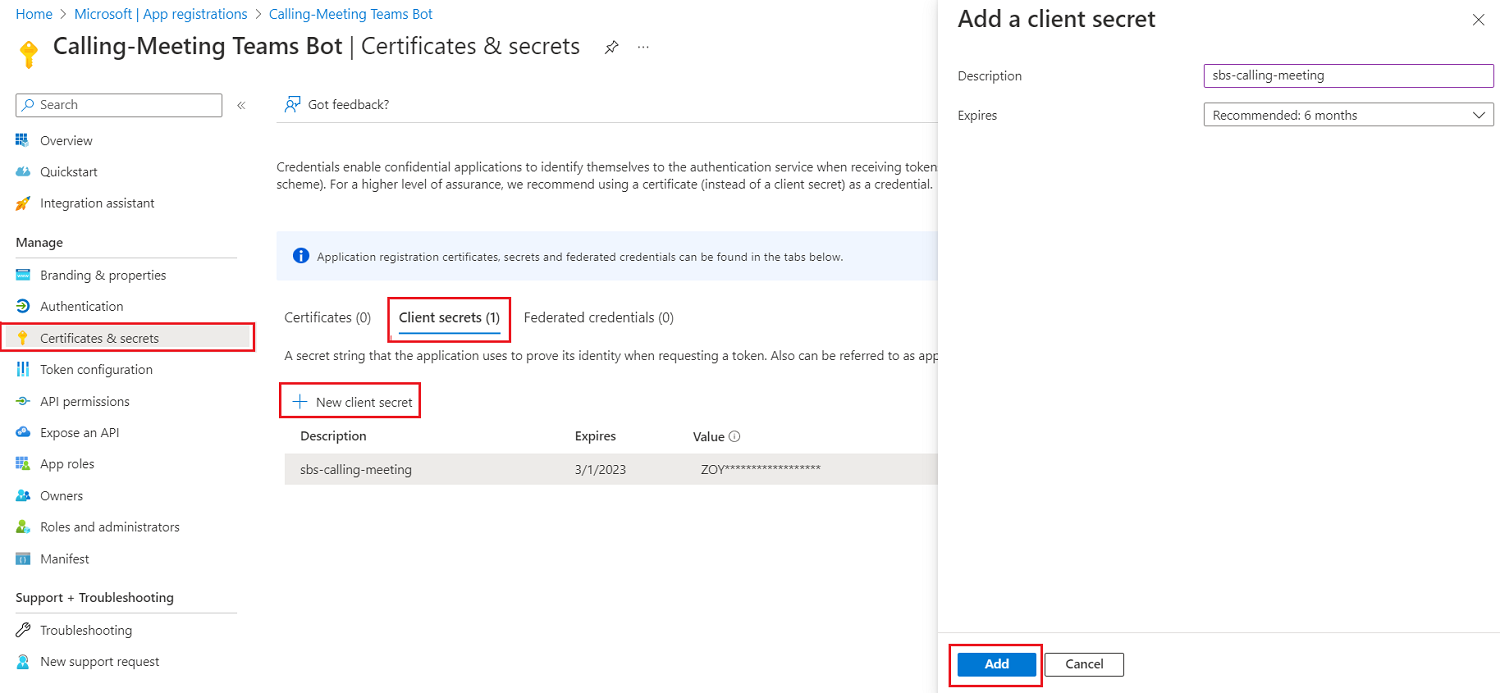 Home > Microsoft | App registrations > Calling-Meeting Teams Bot
Calling-Meeting Teams Bot | Certificates & secrets
...
Search
«
Overview
Quickstart
Integration assistant
Manage
Branding & properties
Authentication
Certificates & secrets
Token configuration
API permissions
Expose an API
App roles
Owners
Roles and administrators
Manifest
Support + Troubleshooting
Troubleshooting
New support request
Got feedback?
Credentials enable confidential applications to identify themselves to the authentication service when receiving token
scheme). For a higher level of assurance, we recommend using a certificate (instead of a client secret) as a credential.
Application registration certificates, secrets and federated credentials can be found in the tabs below.
Certificates (0) Client secrets (1) Federated credentials (0)
A secret string that the application uses to prove its identity when requesting a token. Also can be referred to as app
New client secret
Description Expires Value
sbs-calling-meeting 3/1/2023 ZOY******************
Add a client secret
Description sbs-calling-meeting
Expires Recommended: 6 months
Add Cancel